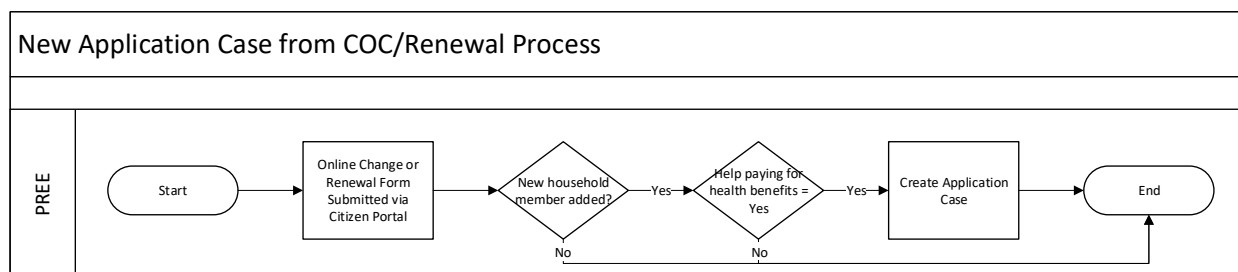 New Application Case from COC/Renewal Process
PREE
Start
Online Change or
Renewal Form
Submitted via
Citizen Portal
New household
member added?
Yes
Help paying for
health benefits =
Yes
Yes
Create Application
Case
End
No
No